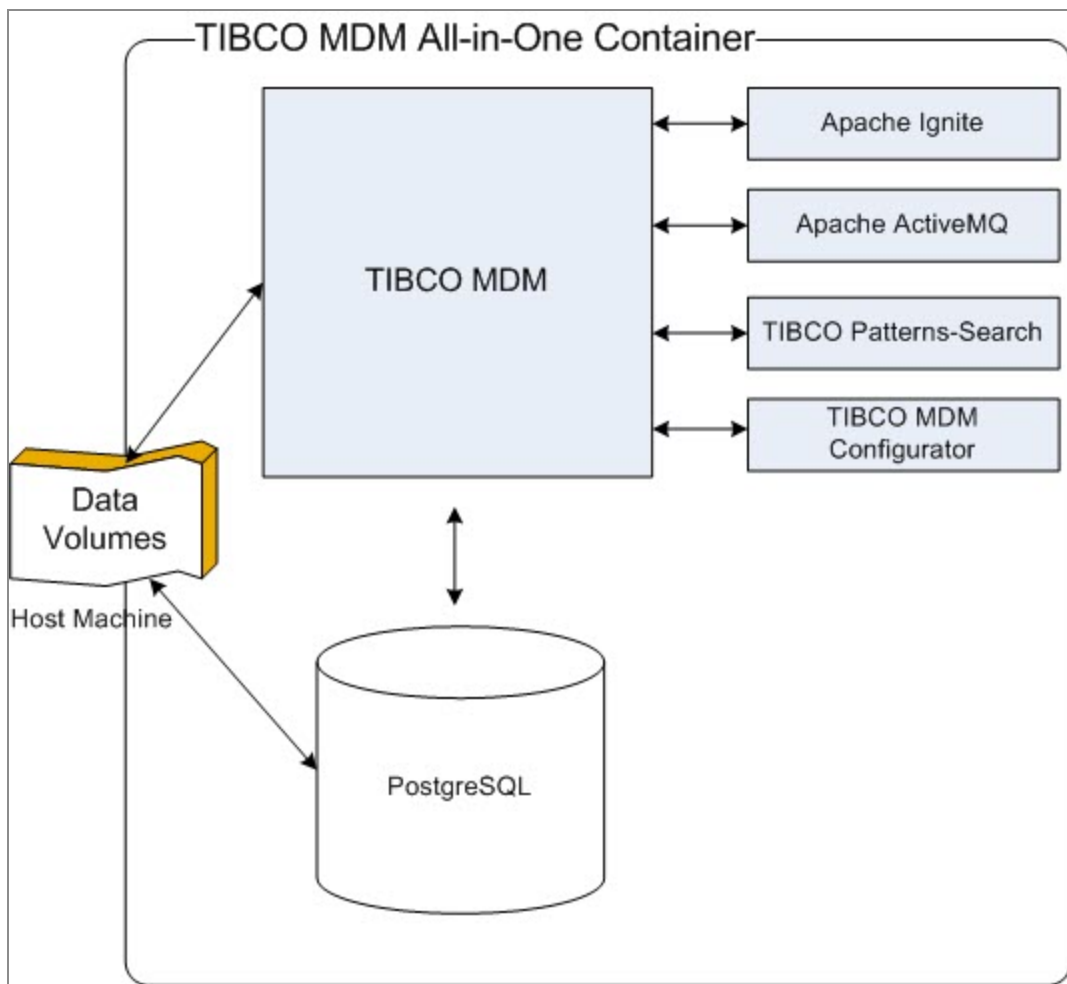 TIBCO MDM All-in-One Container
Apache Ignite
Apache ActiveMQ
TIBCO MDM
TIBCO Patterns-Search
TIBCO MDM
Configurator
Data
Volumes
Host Machine
PostgreSQL